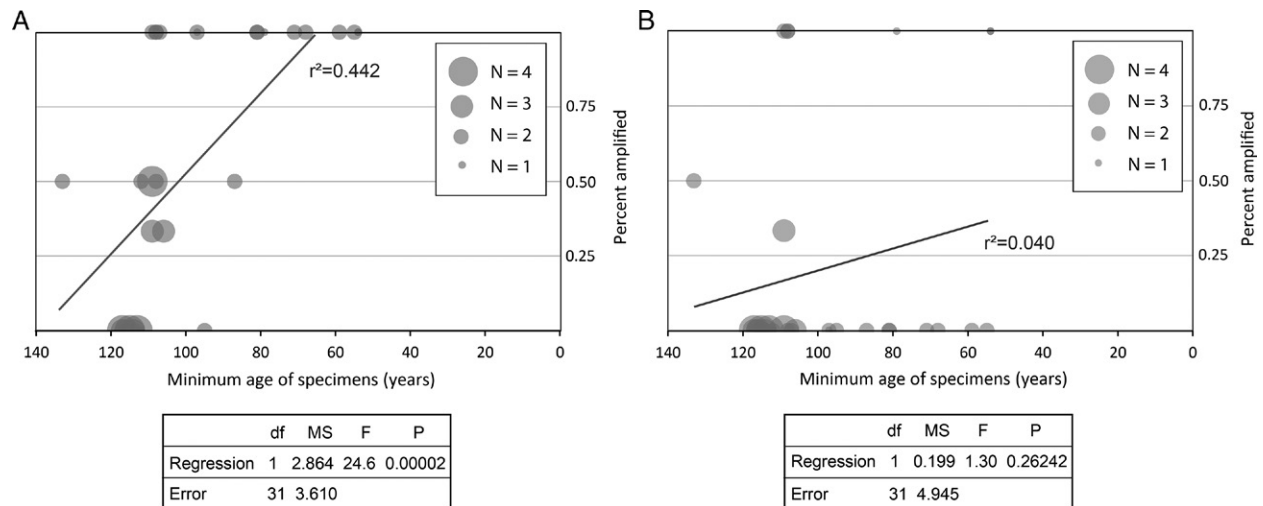 A
r²=0.442
N = 4
N = 3
N = 2
N = 1
0.75
0.50
0.25
Percent amplified
140 120 100 80 60 40 20 0
Minimum age of specimens (years)
df MS F P
Regression 1 2.864 24.6 0.00002
Error 31 3.610
B
N = 4
N = 3
N = 2
N = 1
r²=0.040
0.75
0.50
0.25
Percent amplified
140 120 100 80 60 40 20 0
Minimum age of specimens (years)
df MS F P
Regression 1 0.199 1.30 0.26242
Error 31 4.945